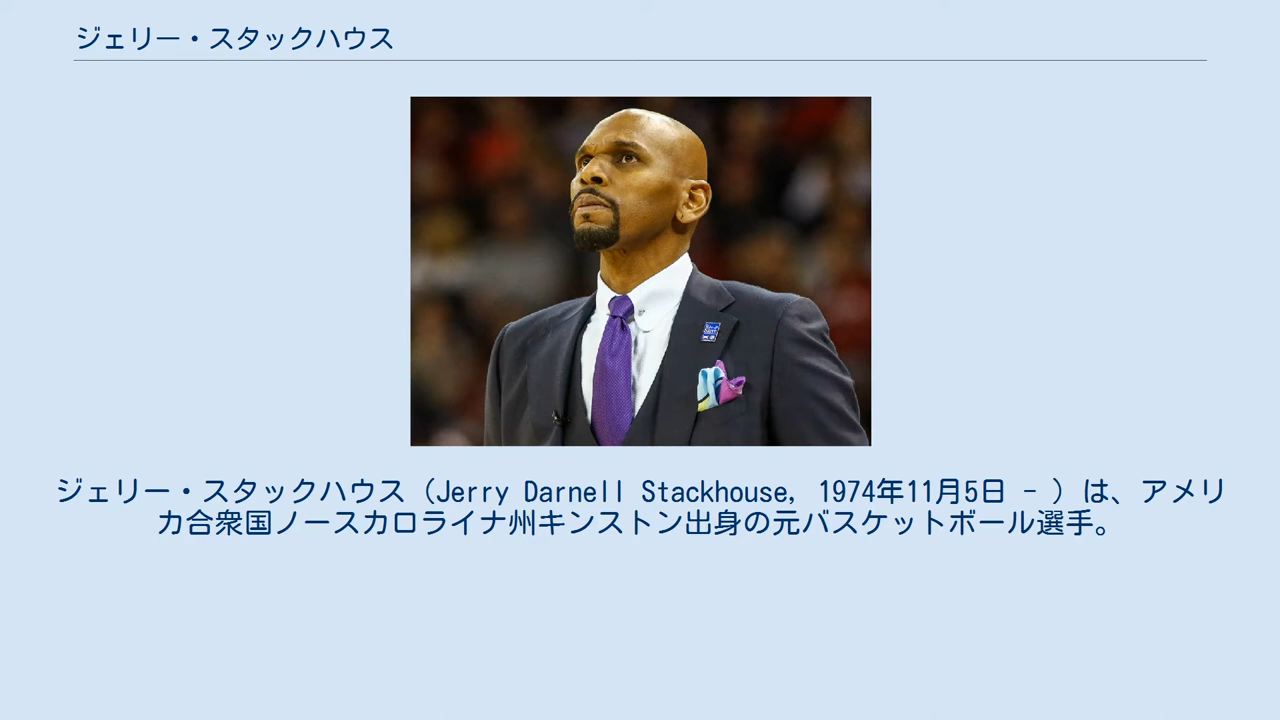 ジェリー・スタックハウス
ジェリー・スタックハウス（Jerry Darnell Stackhouse, 1974年11月5日 - ）は、アメリ
カ合衆国ノースカロライナ州キンストン出身の元バスケットボール選手。